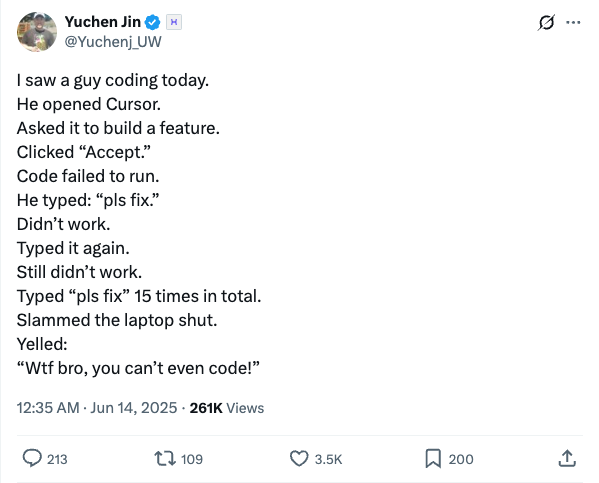 Yuchen Jin
@Yuchenj_UW
I saw a guy coding today.
He opened Cursor.
Asked it to build a feature.
Clicked “Accept.”
Code failed to run.
He typed: “pls fix.”
Didn’t work.
Typed it again.
Still didn’t work.
Typed “pls fix” 15 times in total.
Slammed the laptop shut.
Yelled:
“Wtf bro, you can’t even code!”
12:35 AM · Jun 14, 2025 · 261K Views
213 109 3.5K 200